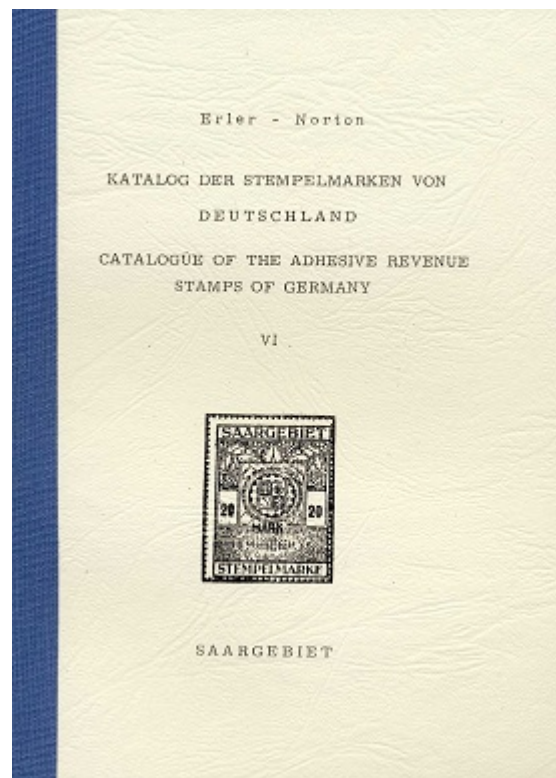 Erler - Norton
KATALOG DER STEMPELMARKEN VON
DEUTSCHLAND
CATALOGUE OF THE ADHESIVE REVENUE
STAMPS OF GERMANY
VI
SAARGEBIET
20 20
MARK
STEMPELMARKE
SAARGEBIET